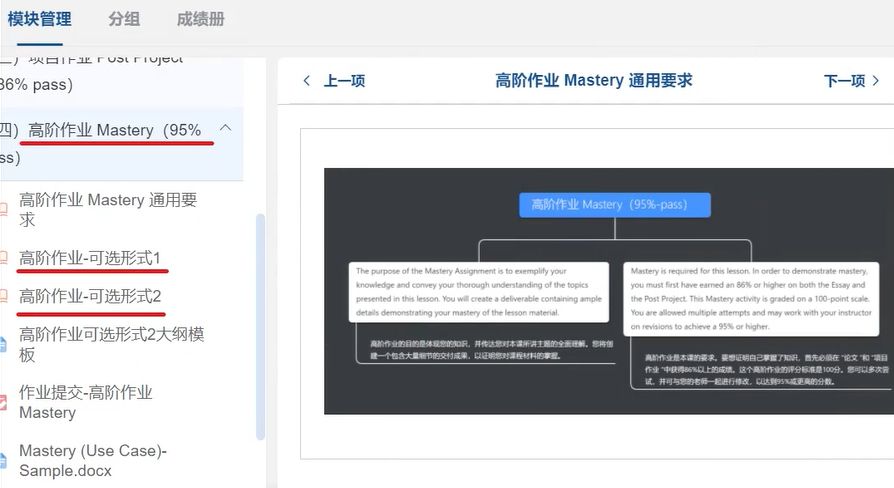 模块管理 分组 成绩册
项目作业 Post Project
86% pass）
四）高阶作业 Mastery（95%
ss)
高阶作业 Mastery 通用要
求
高阶作业-可选形式1
高阶作业-可选形式2
高阶作业可选形式2大纲模
板
作业提交-高阶作业
Mastery
Mastery (Use Case)-
Sample.docx
上一项 高阶作业 Mastery 通用要求 下一项
高阶作业 Mastery（95%-pass）
The purpose of the Mastery Assignment is to exemplify your
knowledge and convey your thorough understanding of the topics
presented in this lesson. You will create a deliverable containing ample
details demonstrating your mastery of the lesson material.
高阶作业的目的是体现您的知识，并传达您对本课所讲主题的全面理解。您将创
建一个包含大量细节的交付成果，以证明您对课程材料的掌握。
Mastery is required for this lesson. In order to demonstrate mastery,
you must first have earned an 86% or higher on both the Essay and
the Post Project. This Mastery activity is graded on a 100-point scale.
You are allowed multiple attempts and may work with your instructor
on revisions to achieve a 95% or higher.
高阶作业是本课的要求。要想证明自己掌握了知识，首先必须在 "论文 "和 "项目
作业 "中获得86%以上的成绩。这个高阶作业的评分标准是100分。您可以多次尝
试，并可与您的老师一起进行修改，以达到95%或更高的分数。